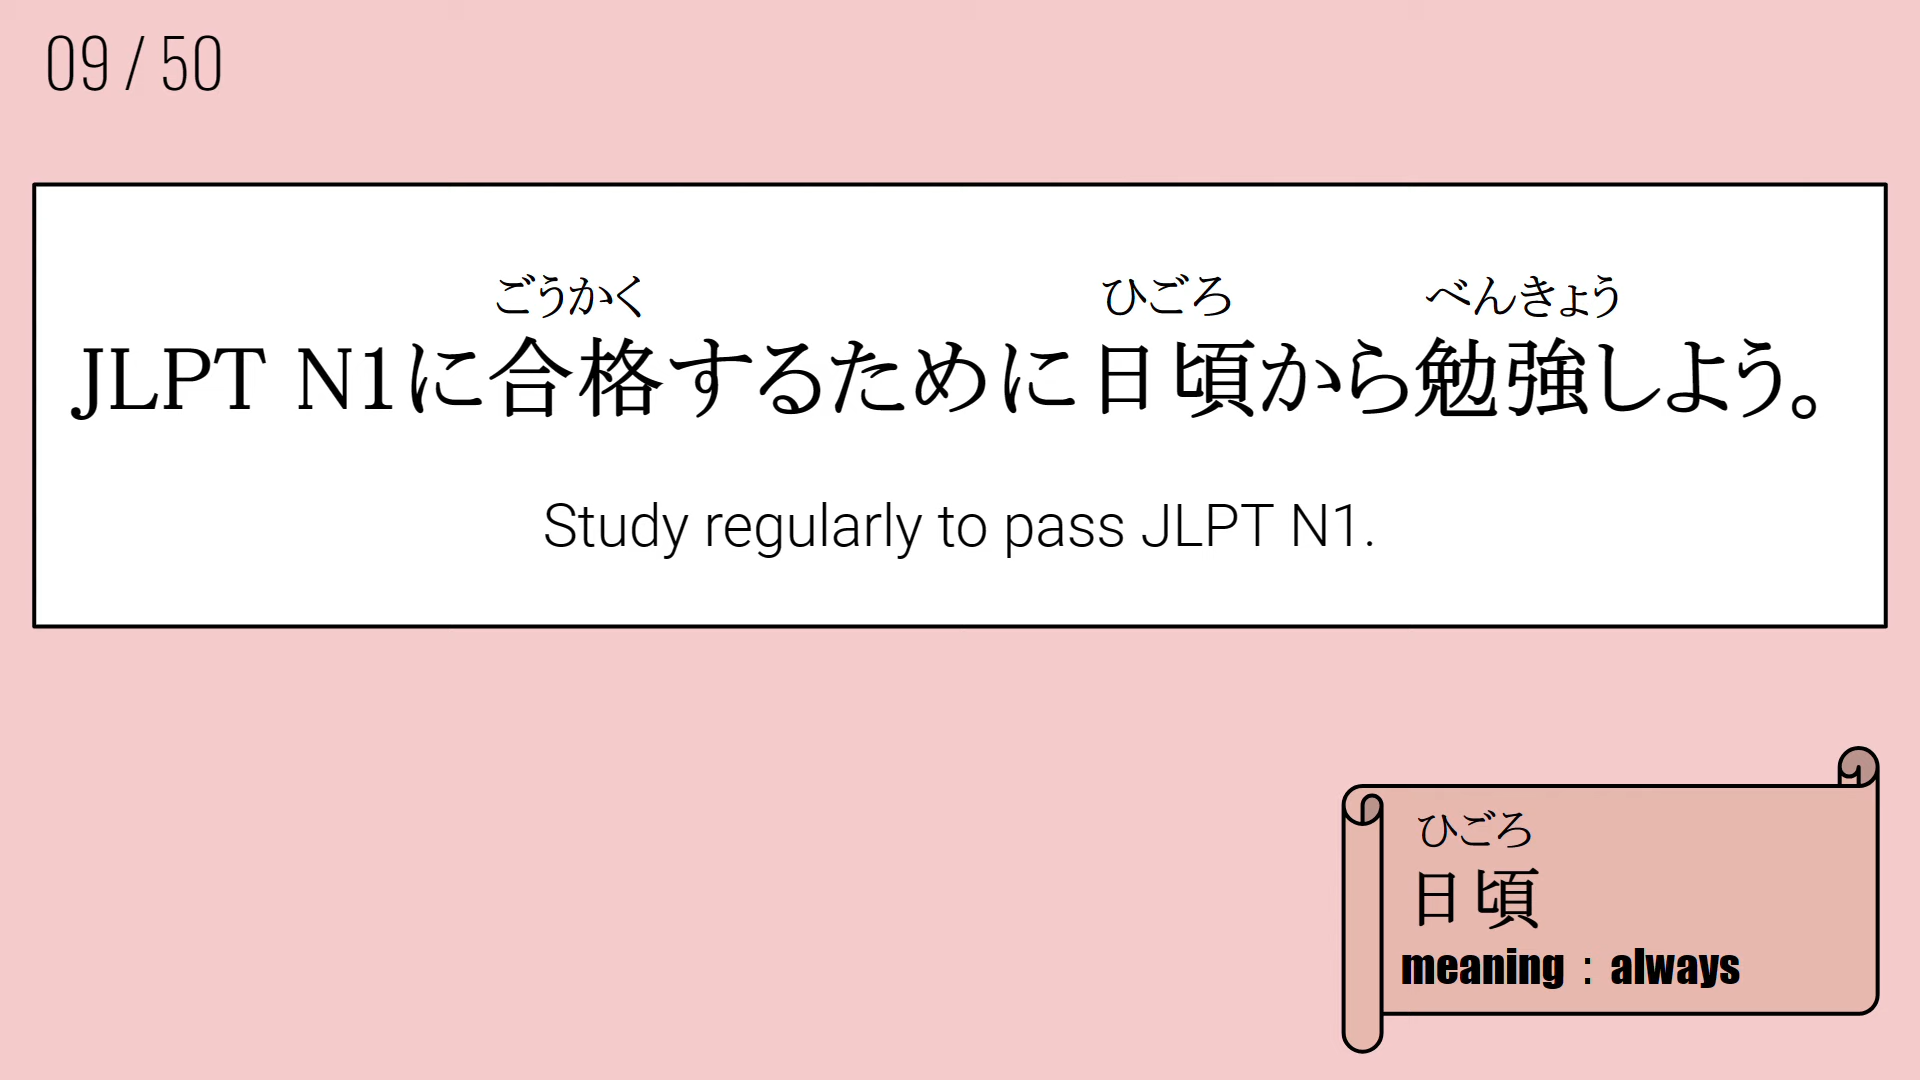 09 / 50
ごうかく ひごろ べんきょう
JLPT N1に合格するために日頃から勉強しよう。
Study regularly to pass JLPT N1.
ひごろ
日頃
meaning : always